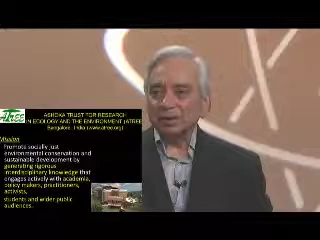 atree
ASHOKA TRUST FOR RESEARCH
N ECOLOGY AND THE ENVIRONMENT (ATREE
Bangalore, India (www.atree.org)
Mission
Promote socially just
environmental conservation and
sustainable development by
generating rigorous
interdisciplinary knowledge that
engages actively with academia,
policy makers, practitioners,
activists,
students and wider public
audiences.